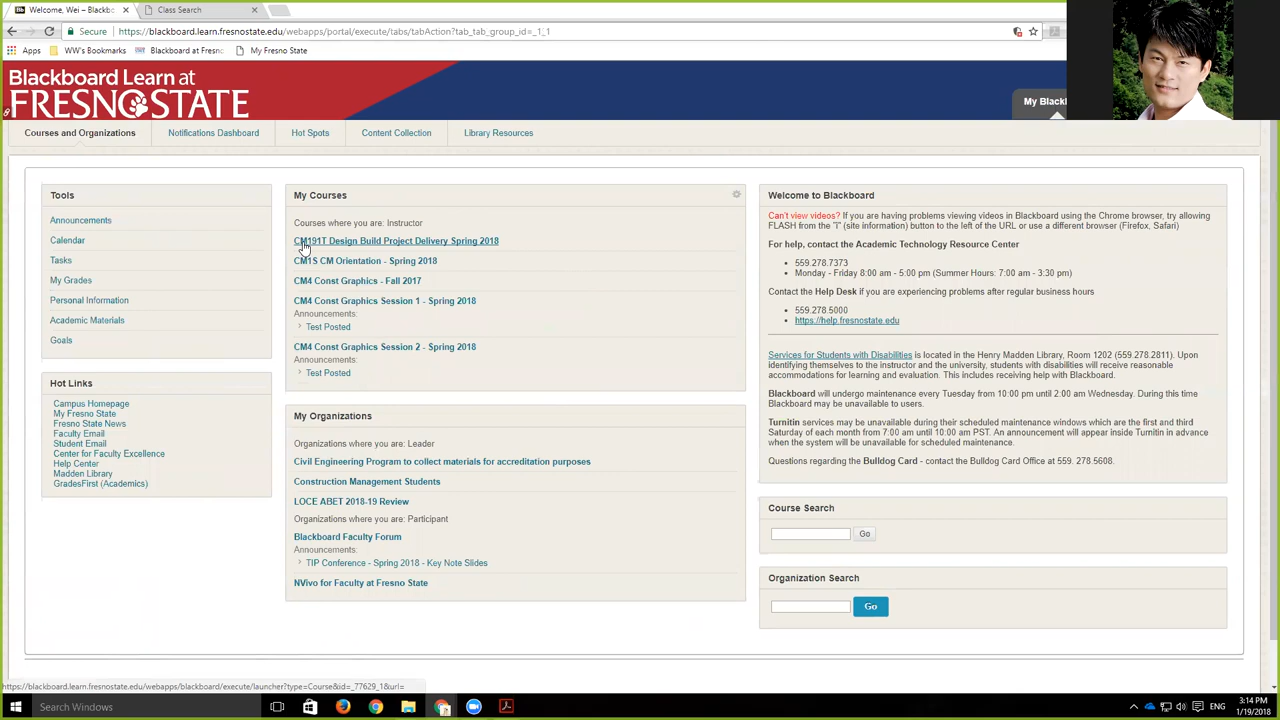 Welcome, Wei – Blackbo
Class Search
Secure
https://blackboard.learn.fresnostate.edu/webapps/portal/execute/tabs/tabAction?tab_tab_group_id=_1_1
Apps
WW's Bookmarks
Blackboard at Fresn
My Fresno State
Blackboard Learn at
FRESNO STATE
My Blackb
Courses and Organizations
Notifications Dashboard
Hot Spots
Content Collection
Library Resources
Tools
Announcements
Calendar
Tasks
My Grades
Personal Information
Academic Materials
Goals
Hot Links
Campus Homepage
My Fresno State
Fresno State News
Faculty Email
Student Email
Center for Faculty Excellence
Help Center
Madden Library
GradesFirst (Academics)
My Courses
Courses where you are: Instructor
CM191T Design Build Project Delivery Spring 2018
CM1S CM Orientation - Spring 2018
CM4 Const Graphics - Fall 2017
CM4 Const Graphics Session 1 - Spring 2018
Announcements:
Test Posted
CM4 Const Graphics Session 2 - Spring 2018
Announcements:
Test Posted
My Organizations
Organizations where you are: Leader
Civil Engineering Program to collect materials for accreditation purposes
Construction Management Students
LOCE ABET 2018-19 Review
Organizations where you are: Participant
Blackboard Faculty Forum
Announcements:
TIP Conference - Spring 2018 - Key Note Slides
NVivo for Faculty at Fresno State
Welcome to Blackboard
Can't view videos? If you are having problems viewing videos in Blackboard using the Chrome browser, try allowing
FLASH from the "I" (site information) button to the left of the URL or use a different browser (Firefox, Safari)
For help, contact the Academic Technology Resource Center
559.278.7373
Monday - Friday 8:00 am - 5:00 pm (Summer Hours: 7:00 am - 3:30 pm)
Contact the Help Desk if you are experiencing problems after regular business hours
559.278.5000
https://help.fresnostate.edu
Services for Students with Disabilities is located in the Henry Madden Library, Room 1202 (559.278.2811). Upon
identifying themselves to the instructor and the university, students with disabilities will receive reasonable
accommodations for learning and evaluation. This includes receiving help with Blackboard.
Blackboard will undergo maintenance every Tuesday from 10:00 pm until 2:00 am Wednesday. During this time
Blackboard may be unavailable to users.
Turnitin services may be unavailable during their scheduled maintenance windows which are the first and third
Saturday of each month from 7:00 am until 10:00 am PST. An announcement will appear inside Turnitin in advance
when the system will be unavailable for scheduled maintenance.
Questions regarding the Bulldog Card - contact the Bulldog Card Office at 559. 278.5608.
Course Search
Go
Organization Search
Go
https://blackboard.learn.fresnostate.edu/webapps/blackboard/execute/launcher?type=Course&id=_77629_1&url=
Search Windows
ENG
3:14 PM
1/19/2018